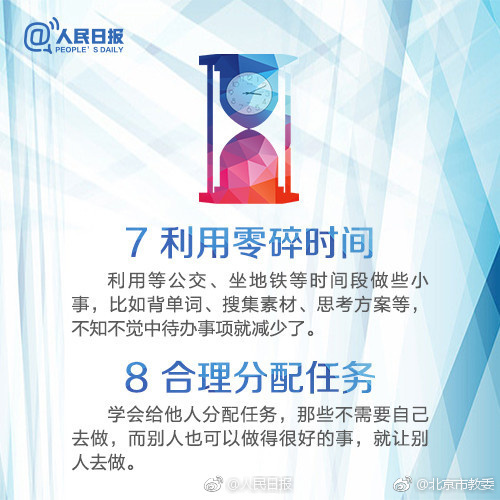 @人民日报
PEOPLE'S DAILY
7 利用零碎时间
利用等公交、坐地铁等时间段做些小
事，比如背单词、搜集素材、思考方案等，
不知不觉中待办事项就减少了。
8 合理分配任务
学会给他人分配任务，那些不需要自己
去做，而别人也可以做得很好的事，就让别
人去做。
@人民日报
@北京市教委